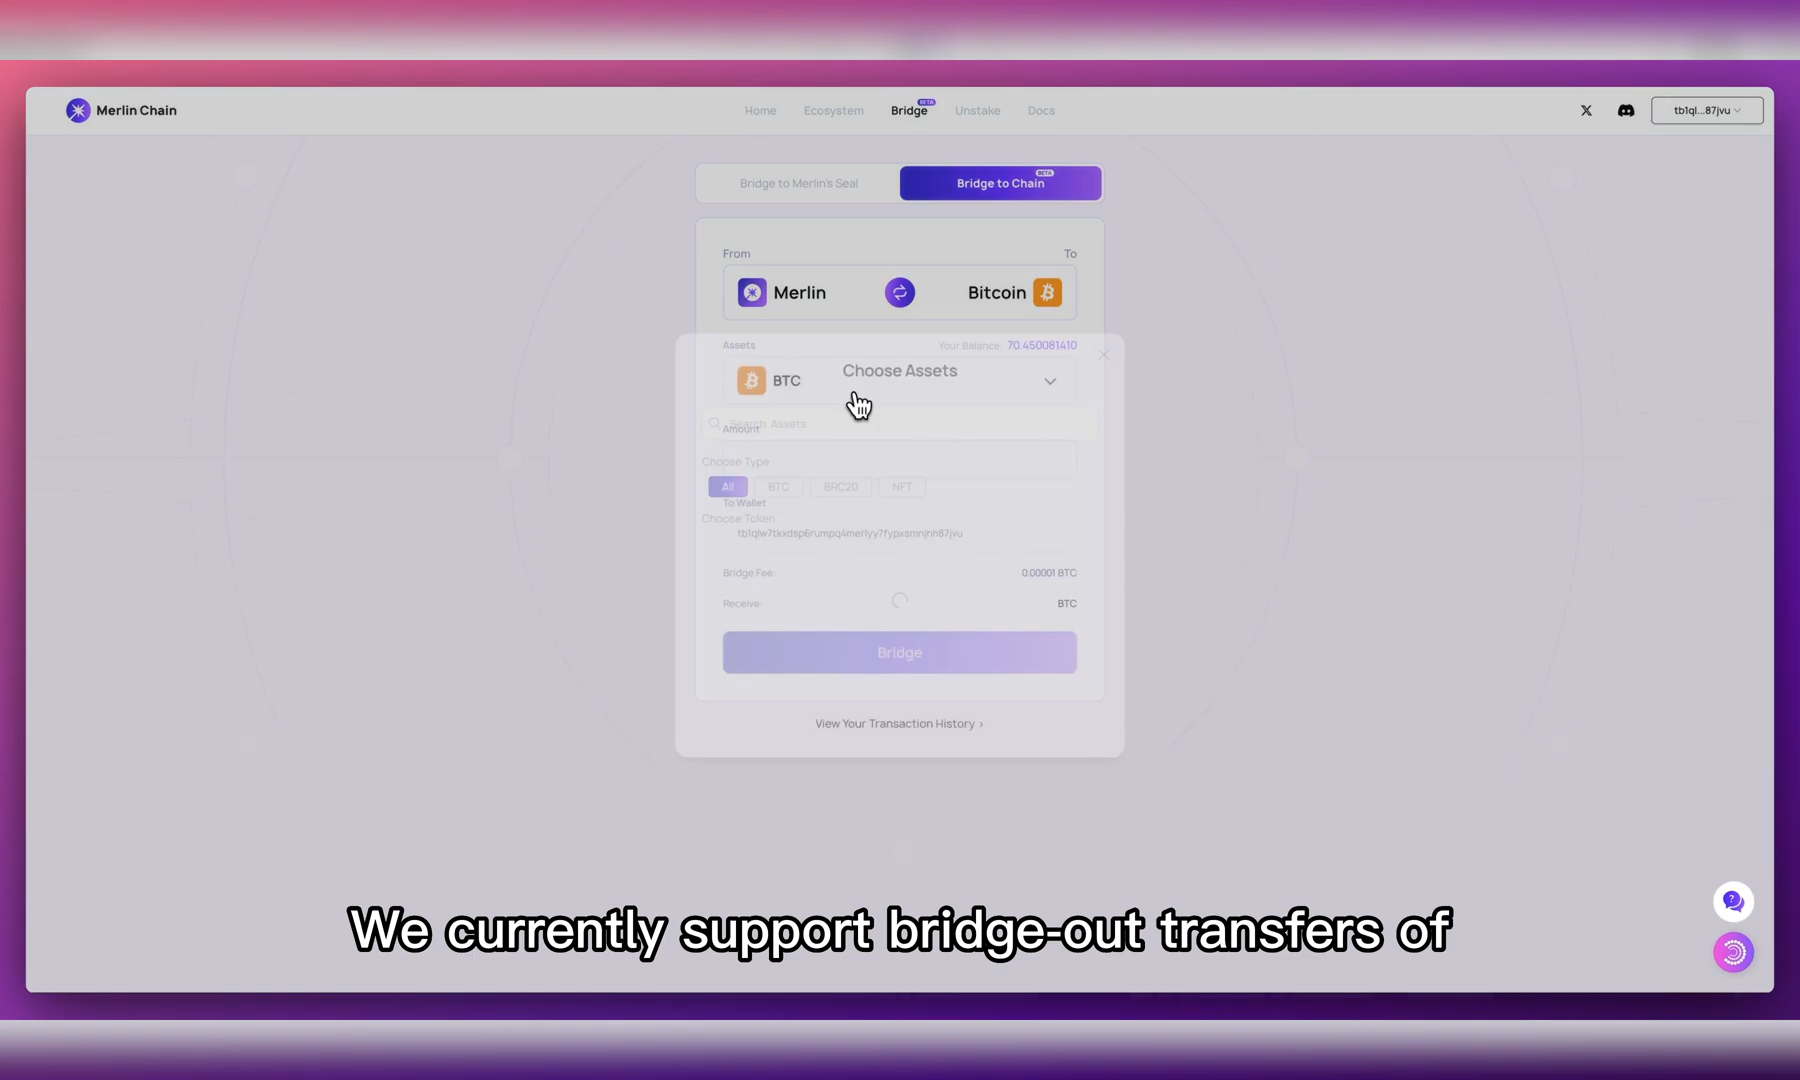 Merlin Chain
Home
Ecosystem
Bridge
BETA
Unstake
Docs
tb1ql...87jvu
Bridge to Merlin's Seal
Bridge to Chain
BETA
From
To
Merlin
Bitcoin
Assets
Your Balance: 70.450081410
BTC
Choose Assets
Search Assets
Amount
Choose Type
All
BTC
BRC20
NFT
To Wallet
Choose Token
tb1qlw7tkxdsp6rumpq4merlyy7fypxsmnjnh87jvu
Bridge Fee:
0.00001 BTC
Receive:
BTC
Bridge
View Your Transaction History >
We currently support bridge-out transfers of